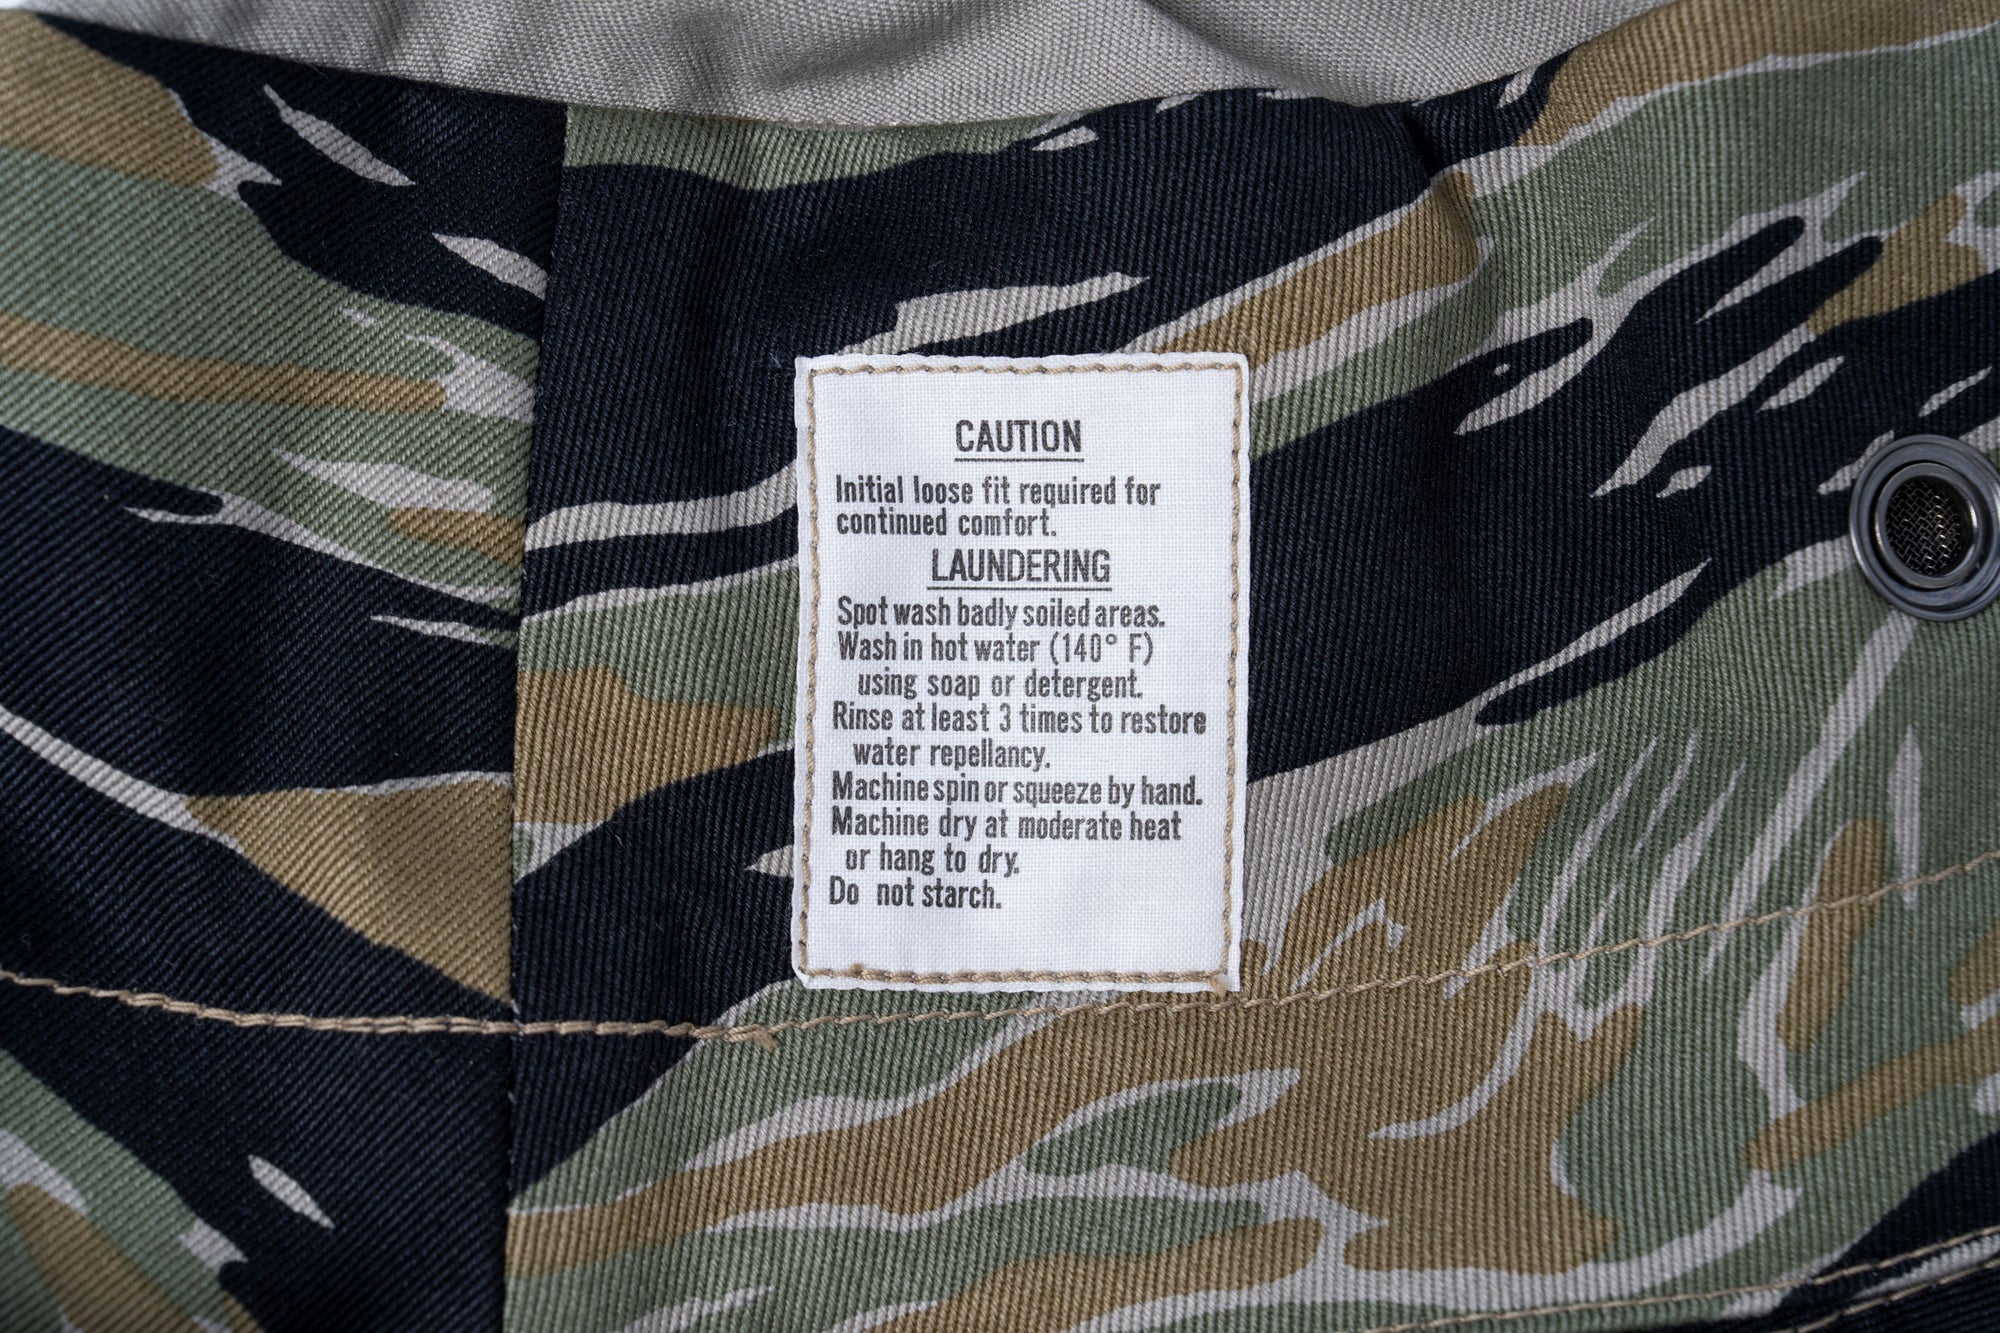 CAUTION
Initial loose fit required for
continued comfort.
LAUNDERING
Spot wash badly soiled areas.
Wash in hot water (140° F)
using soap or detergent.
Rinse at least 3 times to restore
water repellancy.
Machine spin or squeeze by hand.
Machine dry at moderate heat
or hang to dry.
Do not starch.